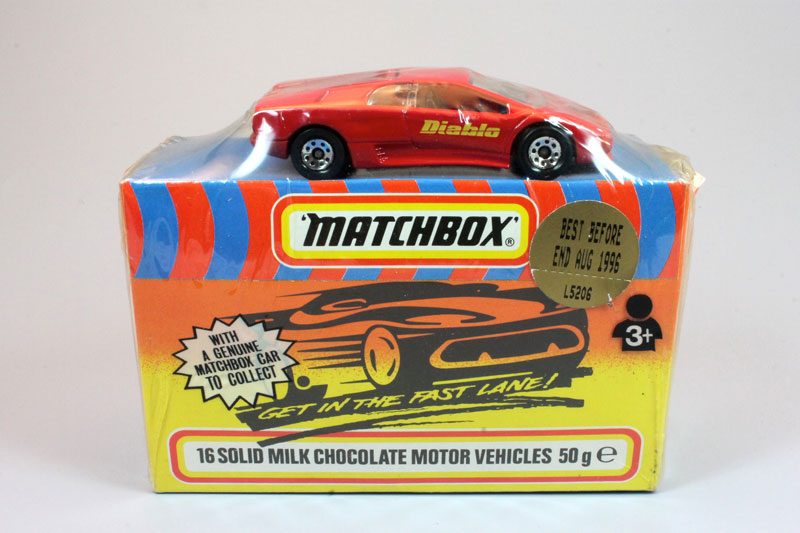 Diablo
'MATCHBOX'®
BEST BEFORE
END AUG 1996
L5206
3+
WITH
A GENUINE
MATCHBOX CAR
TO COLLECT
GET IN THE FAST LANE!
16 SOLID MILK CHOCOLATE MOTOR VEHICLES 50g ℮